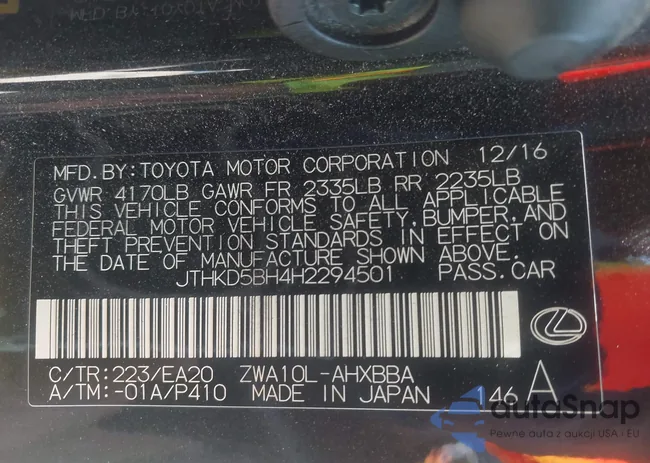 MFD.BY:TOYOTA MOTOR CORPORATION 12/16
GVWR 4170LB GAWR FR 2335LB RR 2235LB
THIS VEHICLE CONFORMS TO ALL APPLICABLE
FEDERAL MOTOR VEHICLE SAFETY, BUMPER, AND
THEFT PREVENTION STANDARDS IN EFFECT ON
THE DATE OF MANUFACTURE SHOWN ABOVE.
JTHKD5BH4H2294501 PASS.CAR
C/TR:223/EA20 ZWA10L-AHXBBA
A/TM:-01A/P410 MADE IN JAPAN 146 A
autoSnap
Pewne auta z aukcji USA i EU